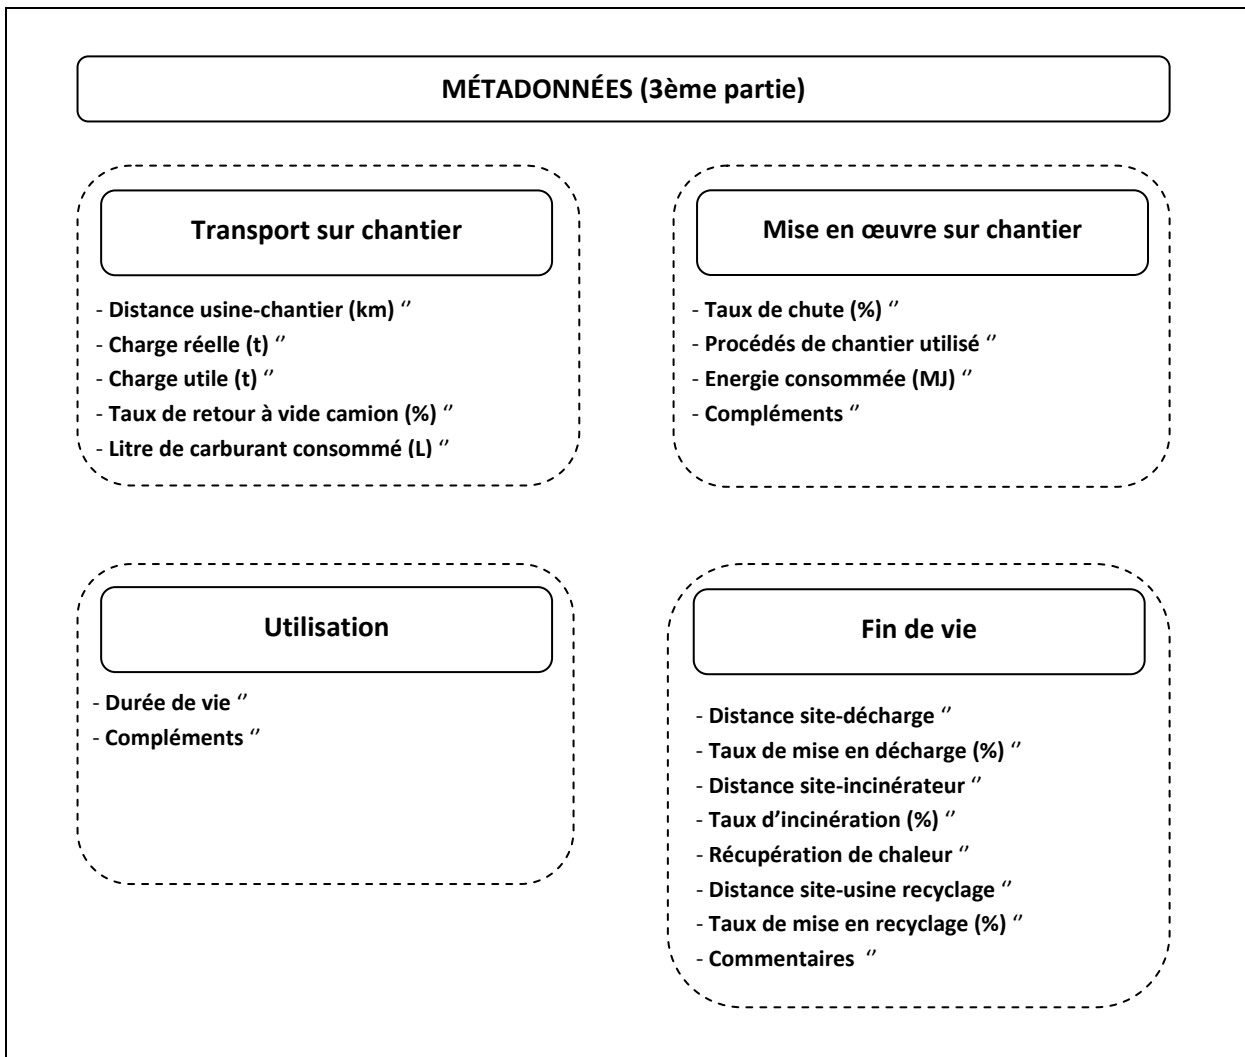 MÉTADONNÉES (3ème partie)
Transport sur chantier
- Distance usine-chantier (km) ‘’
- Charge réelle (t) ‘’
- Charge utile (t) ‘’
- Taux de retour à vide camion (%) ‘’
- Litre de carburant consommé (L) ‘’
Mise en œuvre sur chantier
- Taux de chute (%) ‘’
- Procédés de chantier utilisé ‘’
- Energie consommée (MJ) ‘’
- Compléments ‘’
Utilisation
- Durée de vie ‘’
- Compléments ‘’
Fin de vie
- Distance site-décharge ‘’
- Taux de mise en décharge (%) ‘’
- Distance site-incinérateur ‘’
- Taux d’incinération (%) ‘’
- Récupération de chaleur ‘’
- Distance site-usine recyclage ‘’
- Taux de mise en recyclage (%) ‘’
- Commentaires ‘’